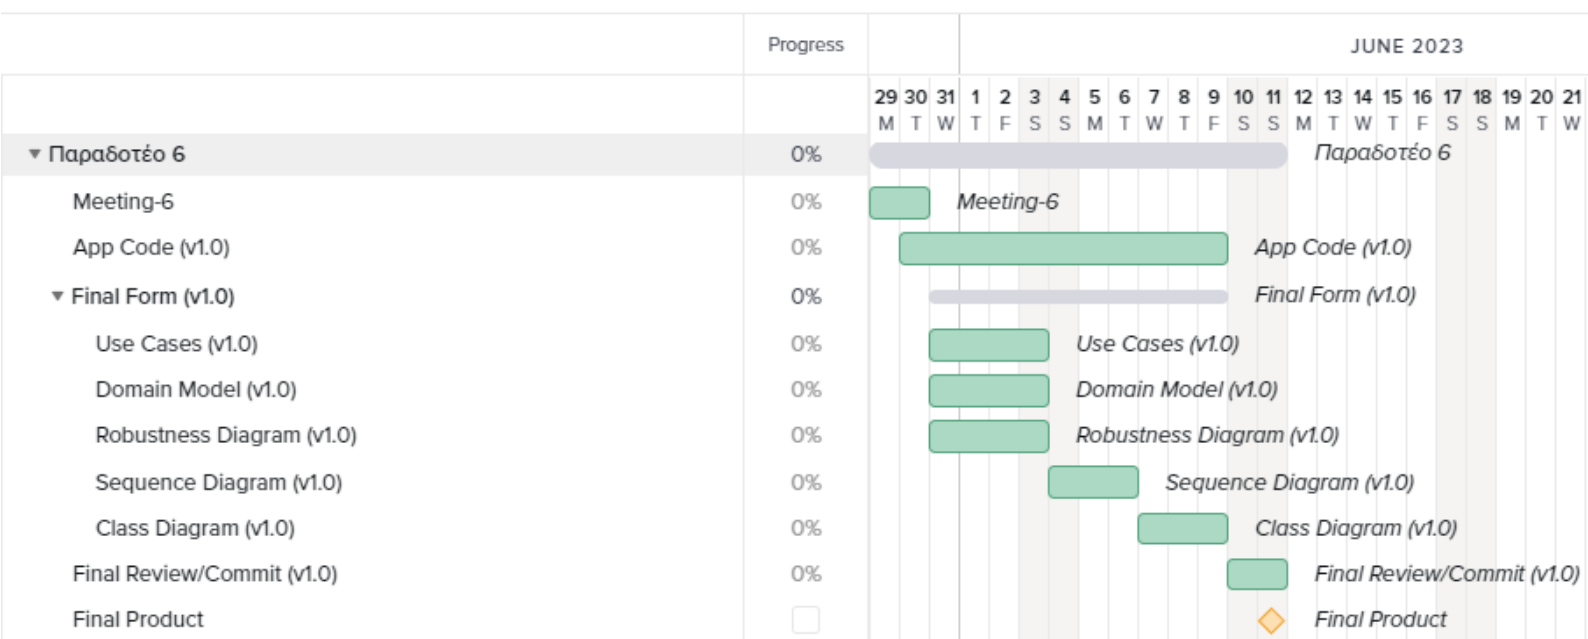 Progress
JUNE 2023
29 30 31 1 2 3 4 5 6 7 8 9 10 11 12 13 14 15 16 17 18 19 20 21
M T W T F S S M T W T F S S M T W T F S S M T W
Παραδοτέο 6 0% Παραδοτέο 6
Meeting-6 0% Meeting-6
App Code (v1.0) 0% App Code (v1.0)
Final Form (v1.0) 0% Final Form (v1.0)
Use Cases (v1.0) 0% Use Cases (v1.0)
Domain Model (v1.0) 0% Domain Model (v1.0)
Robustness Diagram (v1.0) 0% Robustness Diagram (v1.0)
Sequence Diagram (v1.0) 0% Sequence Diagram (v1.0)
Class Diagram (v1.0) 0% Class Diagram (v1.0)
Final Review/Commit (v1.0) 0% Final Review/Commit (v1.0)
Final Product Final Product